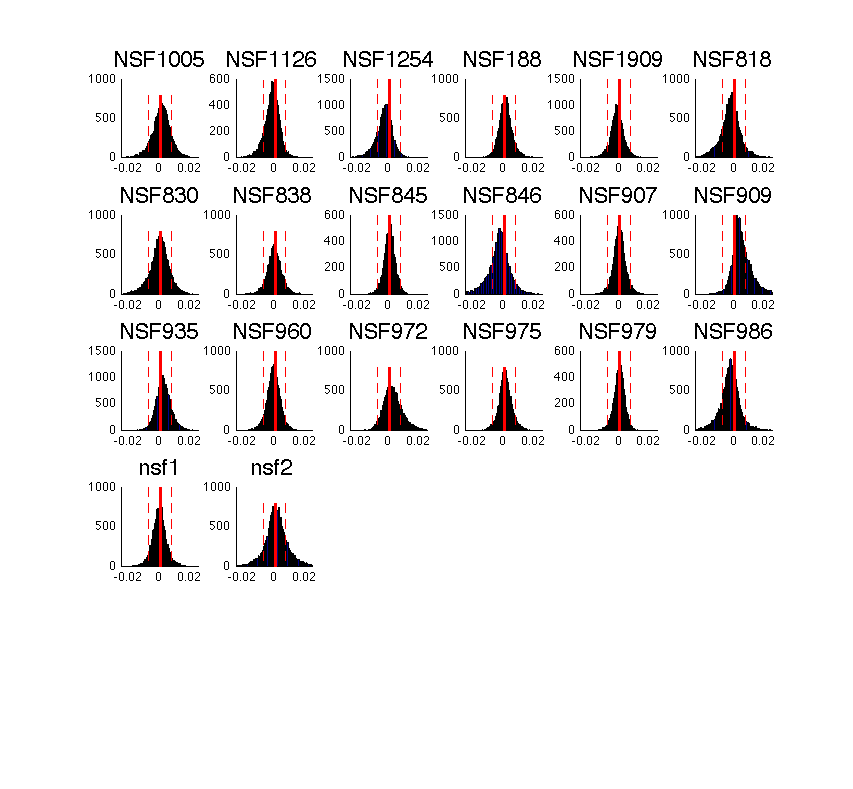 NSF1005 NSF1126 NSF1254 NSF188 NSF1909 NSF818
1000 600 1500 1000 1500 1000
400 1000 1000
500 500 500
200 500 500
0 0 0 0 0 0
-0.02 0 0.02 -0.02 0 0.02 -0.02 0 0.02 -0.02 0 0.02 -0.02 0 0.02 -0.02 0 0.02
NSF830 NSF838 NSF845 NSF846 NSF907 NSF909
1000 1000 600 1500 600 1000
400 1000 400
500 500 500
200 500 200
0 0 0 0 0 0
-0.02 0 0.02 -0.02 0 0.02 -0.02 0 0.02 -0.02 0 0.02 -0.02 0 0.02 -0.02 0 0.02
NSF935 NSF960 NSF972 NSF975 NSF979 NSF986
1500 1000 1000 1000 600 1000
1000 400
500 500 500 500
500 200
0 0 0 0 0 0
-0.02 0 0.02 -0.02 0 0.02 -0.02 0 0.02 -0.02 0 0.02 -0.02 0 0.02 -0.02 0 0.02
nsf1 nsf2
1000 1000
500 500
0 0
-0.02 0 0.02 -0.02 0 0.02